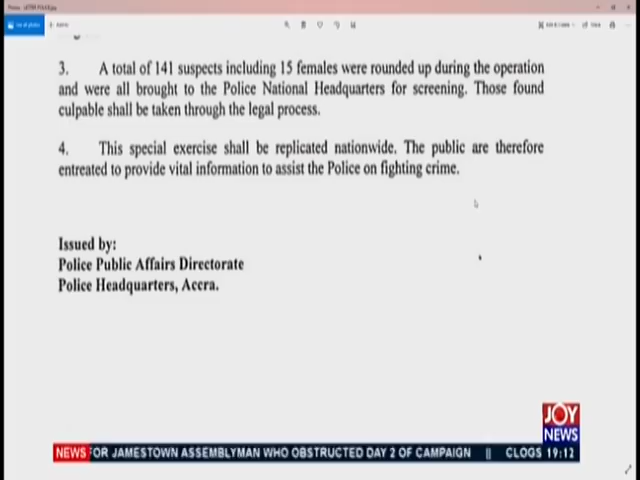 3. A total of 141 suspects including 15 females were rounded up during the operation
and were all brought to the Police National Headquarters for screening. Those found
culpable shall be taken through the legal process.
4. This special exercise shall be replicated nationwide. The public are therefore
entreated to provide vital information to assist the Police on fighting crime.
Issued by:
Police Public Affairs Directorate
Police Headquarters, Accra.
JOY
NEWS
NEWS FOR JAMESTOWN ASSEMBLYMAN WHO OBSTRUCTED DAY 2 OF CAMPAIGN || CLOGS 19:12